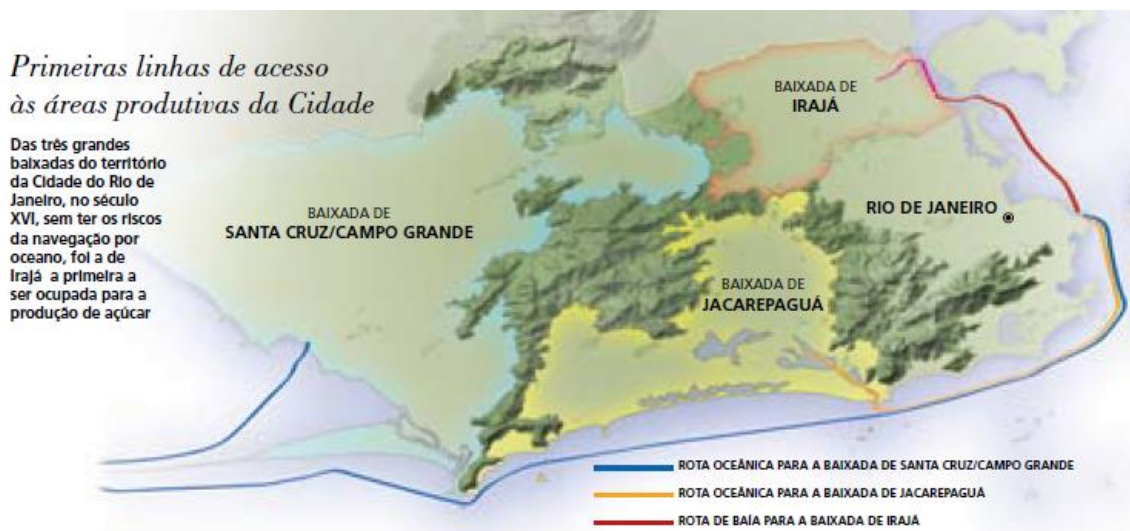 Primeiras linhas de acesso
às áreas produtivas da Cidade
Das três grandes
baixadas do território
da Cidade do Rio de
Janeiro, no século
XVI, sem ter os riscos
da navegação por
oceano, foi a de
Irajá a primeira a
ser ocupada para a
produção de açúcar
BAIXADA DE
IRAJÁ
RIO DE JANEIRO
BAIXADA DE
SANTA CRUZ/CAMPO GRANDE
BAIXADA DE
JACAREPAGUÁ
ROTA OCEÂNICA PARA A BAIXADA DE SANTA CRUZ/CAMPO GRANDE
ROTA OCEÂNICA PARA A BAIXADA DE JACAREPAGUÁ
ROTA DE BAÍA PARA A BAIXADA DE IRAJÁ